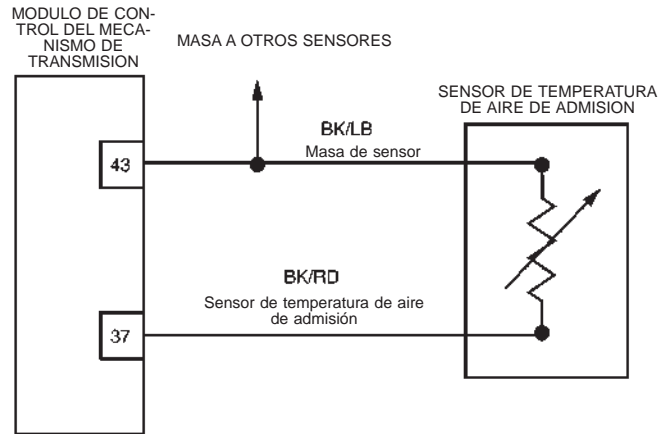 MODULO DE CON-
TROL DEL MECA-
NISMO DE
TRANSMISION
MASA A OTROS SENSORES
SENSOR DE TEMPERATURA
DE AIRE DE ADMISION
BK/LB
Masa de sensor
43
BK/RD
Sensor de temperatura de aire
de admisión
37